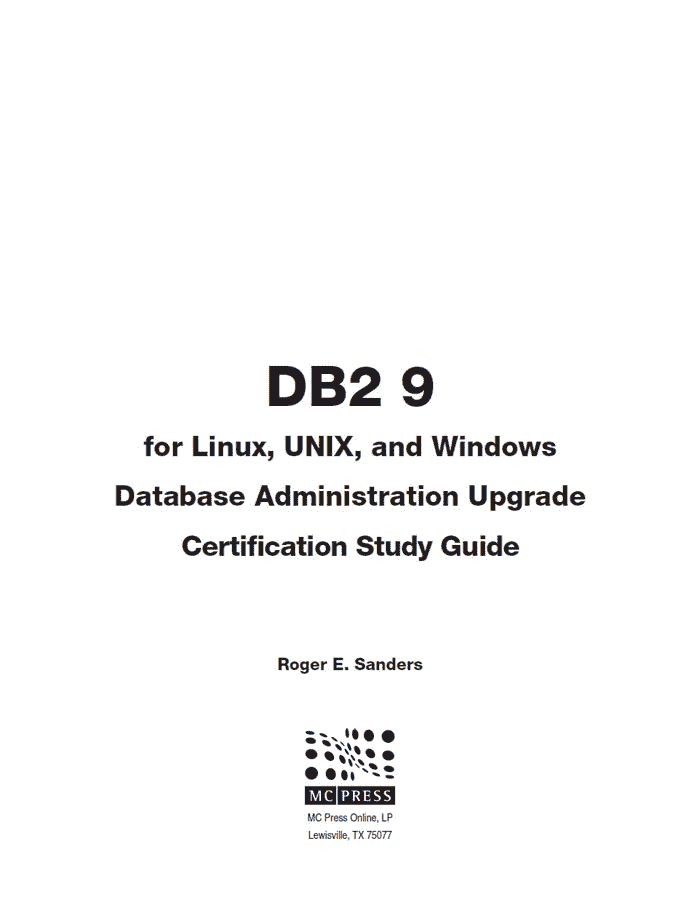 DB2 9
for Linux, UNIX, and Windows
Database Administration Upgrade
Certification Study Guide
Roger E. Sanders
MC PRESS
MC Press Online, LP
Lewisville, TX 75077